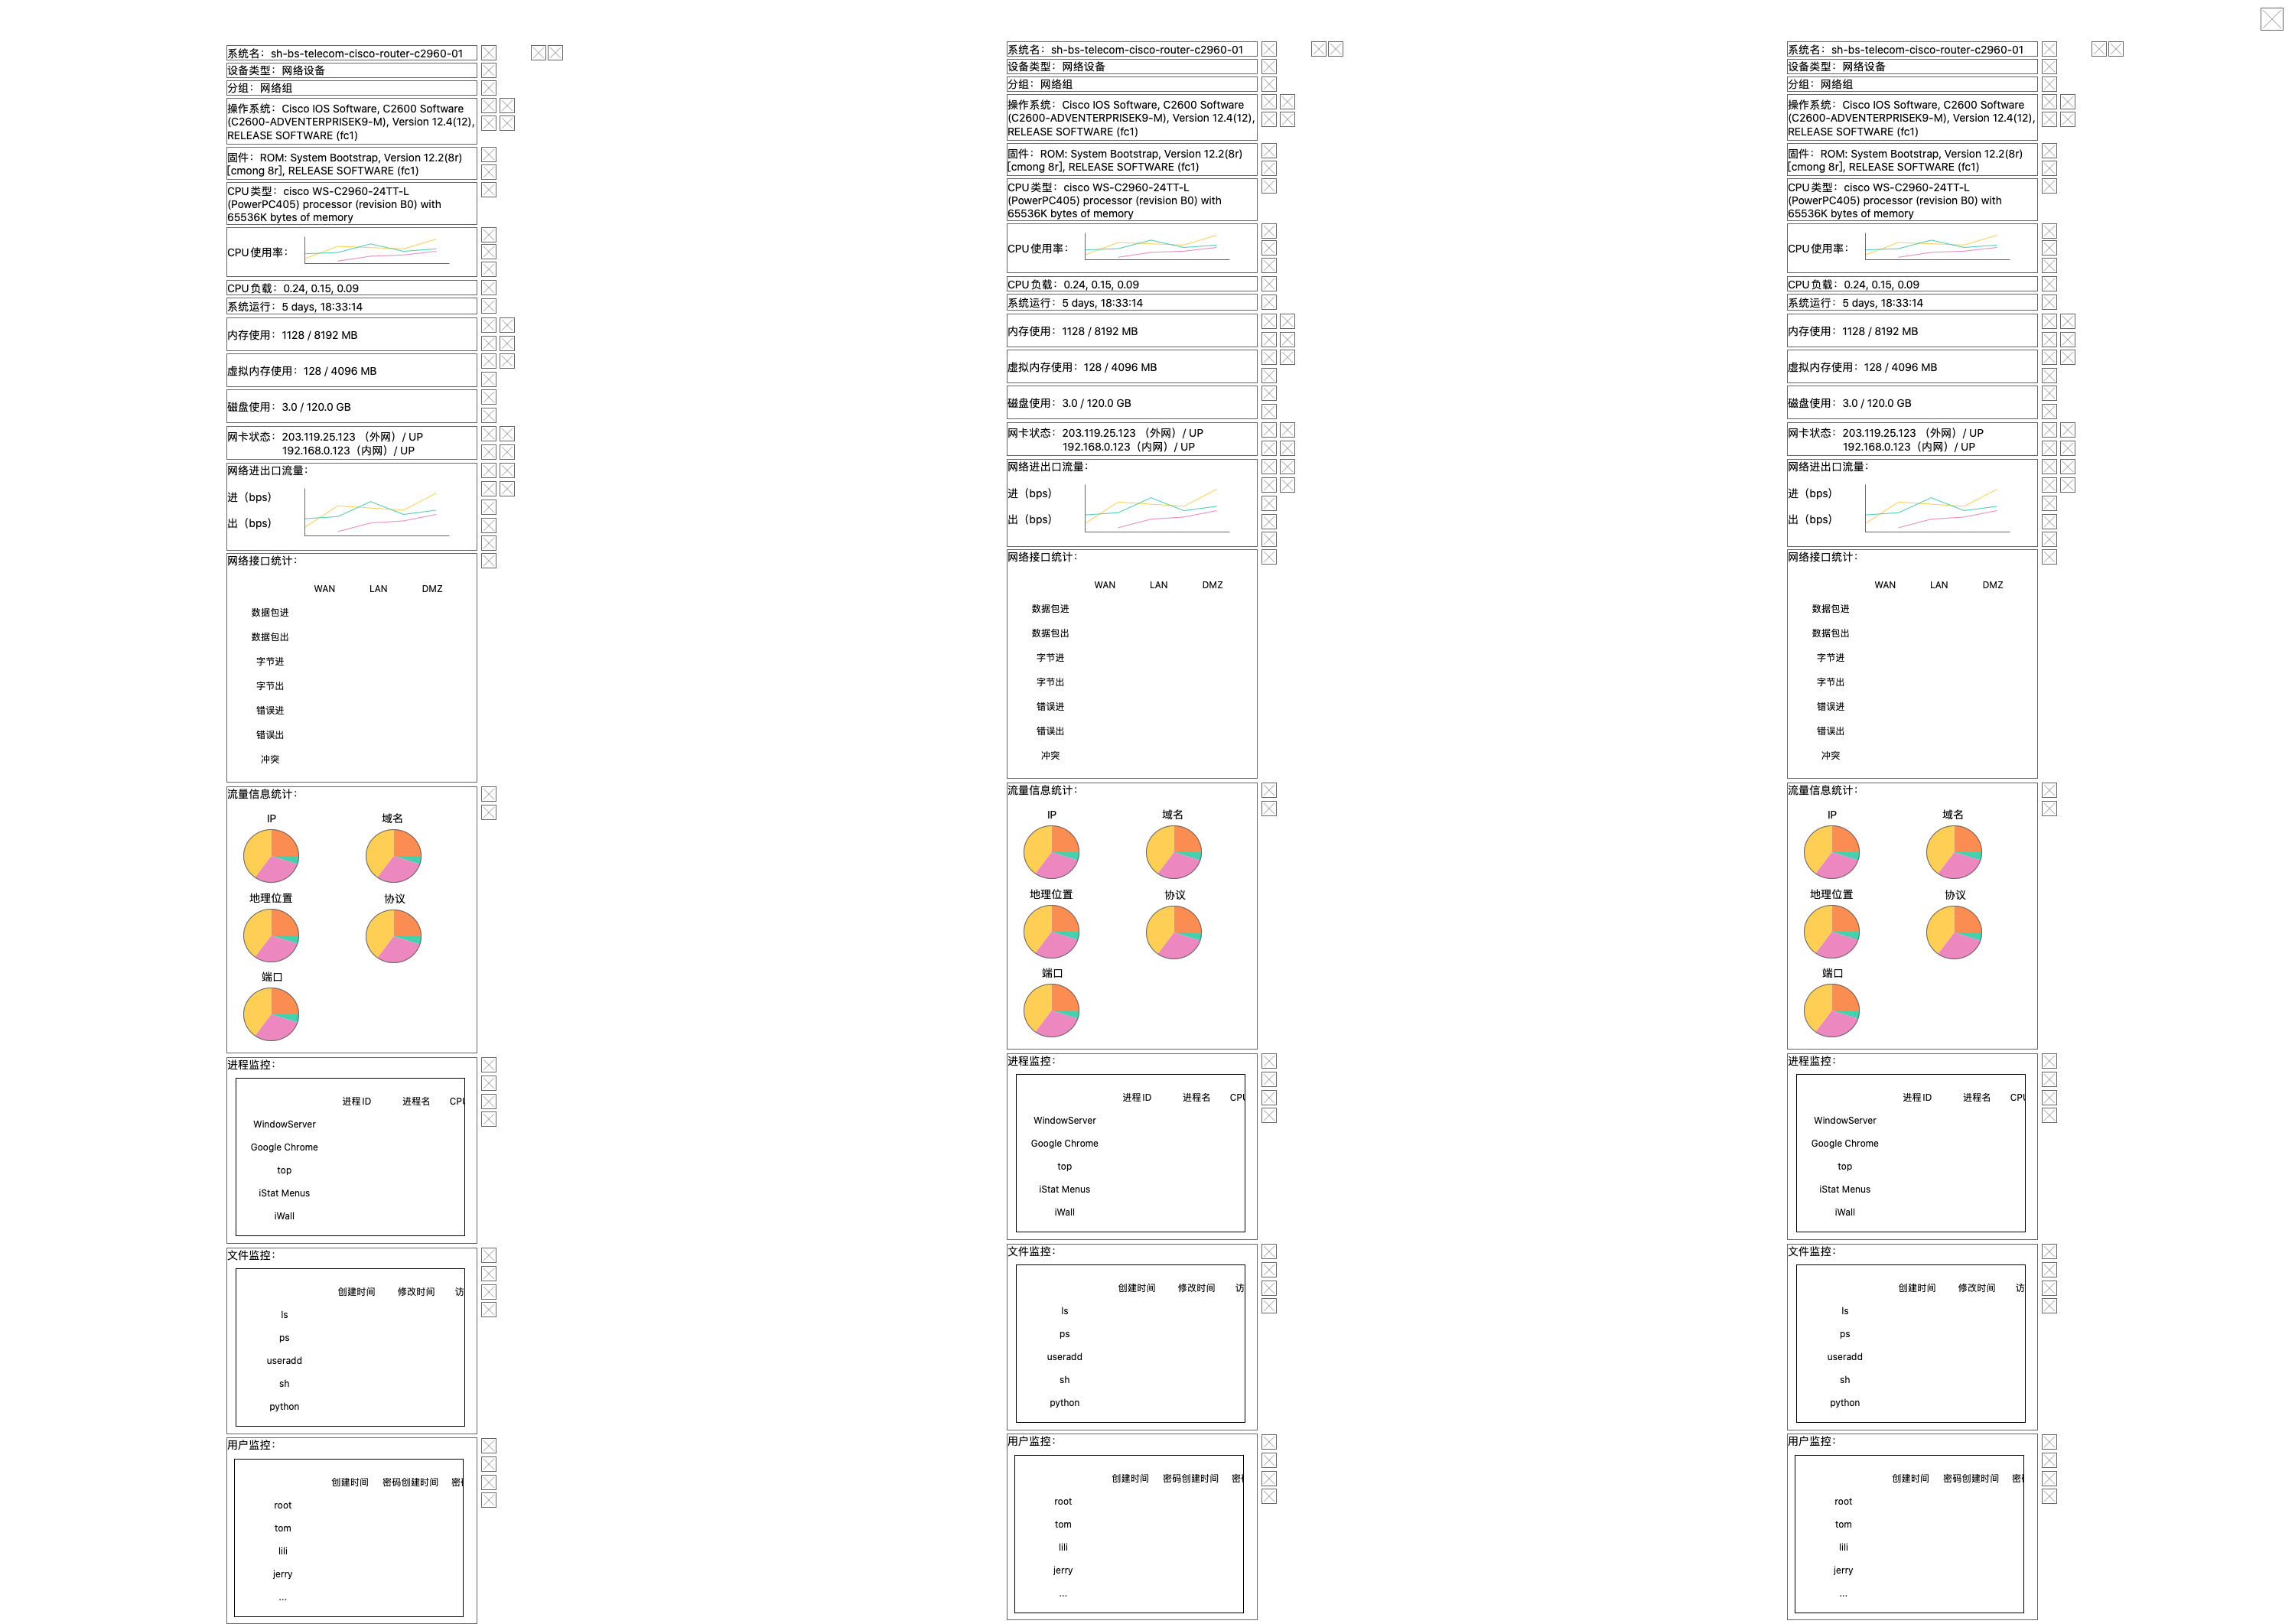 系统名：sh-bs-telecom-cisco-router-c2960-01
设备类型：网络设备
分组：网络组
操作系统：Cisco IOS Software, C2600 Software
(C2600-ADVENTERPRISEK9-M), Version 12.4(12),
RELEASE SOFTWARE (fc1)
固件：ROM: System Bootstrap, Version 12.2(8r)
[cmong 8r], RELEASE SOFTWARE (fc1)
CPU类型：cisco WS-C2960-24TT-L
(PowerPC405) processor (revision B0) with
65536K bytes of memory
CPU使用率：
CPU负载：0.24, 0.15, 0.09
系统运行：5 days, 18:33:14
内存使用：1128 / 8192 MB
虚拟内存使用：128 / 4096 MB
磁盘使用：3.0 / 120.0 GB
网卡状态：203.119.25.123 （外网）/ UP
192.168.0.123（内网）/ UP
网络进出口流量：
进（bps）
出（bps）
网络接口统计：
WAN LAN DMZ
数据包进
数据包出
字节进
字节出
错误进
错误出
冲突
流量信息统计：
IP 域名
地理位置 协议
端口
进程监控：
进程ID 进程名 CPU
WindowServer
Google Chrome
top
iStat Menus
iWall
文件监控：
创建时间 修改时间 访
ls
ps
useradd
sh
python
用户监控：
创建时间 密码创建时间 密码
root
tom
lili
jerry
...
系统名：sh-bs-telecom-cisco-router-c2960-01
设备类型：网络设备
分组：网络组
操作系统：Cisco IOS Software, C2600 Software
(C2600-ADVENTERPRISEK9-M), Version 12.4(12),
RELEASE SOFTWARE (fc1)
固件：ROM: System Bootstrap, Version 12.2(8r)
[cmong 8r], RELEASE SOFTWARE (fc1)
CPU类型：cisco WS-C2960-24TT-L
(PowerPC405) processor (revision B0) with
65536K bytes of memory
CPU使用率：
CPU负载：0.24, 0.15, 0.09
系统运行：5 days, 18:33:14
内存使用：1128 / 8192 MB
虚拟内存使用：128 / 4096 MB
磁盘使用：3.0 / 120.0 GB
网卡状态：203.119.25.123 （外网）/ UP
192.168.0.123（内网）/ UP
网络进出口流量：
进（bps）
出（bps）
网络接口统计：
WAN LAN DMZ
数据包进
数据包出
字节进
字节出
错误进
错误出
冲突
流量信息统计：
IP 域名
地理位置 协议
端口
进程监控：
进程ID 进程名 CPU
WindowServer
Google Chrome
top
iStat Menus
iWall
文件监控：
创建时间 修改时间 访
ls
ps
useradd
sh
python
用户监控：
创建时间 密码创建时间 密码
root
tom
lili
jerry
...
系统名：sh-bs-telecom-cisco-router-c2960-01
设备类型：网络设备
分组：网络组
操作系统：Cisco IOS Software, C2600 Software
(C2600-ADVENTERPRISEK9-M), Version 12.4(12),
RELEASE SOFTWARE (fc1)
固件：ROM: System Bootstrap, Version 12.2(8r)
[cmong 8r], RELEASE SOFTWARE (fc1)
CPU类型：cisco WS-C2960-24TT-L
(PowerPC405) processor (revision B0) with
65536K bytes of memory
CPU使用率：
CPU负载：0.24, 0.15, 0.09
系统运行：5 days, 18:33:14
内存使用：1128 / 8192 MB
虚拟内存使用：128 / 4096 MB
磁盘使用：3.0 / 120.0 GB
网卡状态：203.119.25.123 （外网）/ UP
192.168.0.123（内网）/ UP
网络进出口流量：
进（bps）
出（bps）
网络接口统计：
WAN LAN DMZ
数据包进
数据包出
字节进
字节出
错误进
错误出
冲突
流量信息统计：
IP 域名
地理位置 协议
端口
进程监控：
进程ID 进程名 CPU
WindowServer
Google Chrome
top
iStat Menus
iWall
文件监控：
创建时间 修改时间 访
ls
ps
useradd
sh
python
用户监控：
创建时间 密码创建时间 密码
root
tom
lili
jerry
...